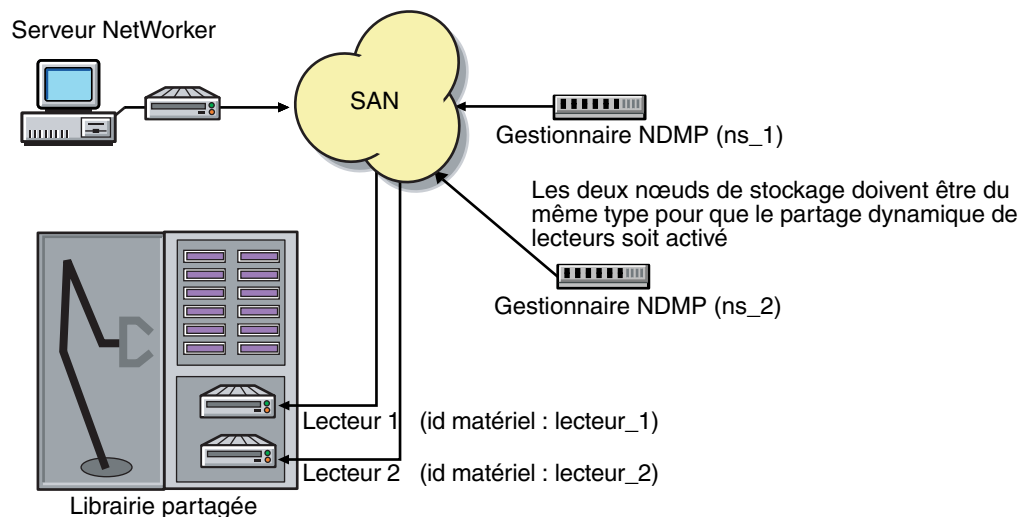 Serveur NetWorker
SAN
Gestionnaire NDMP (ns_1)
Les deux nœuds de stockage doivent être du
même type pour que le partage dynamique de
lecteurs soit activé
Gestionnaire NDMP (ns_2)
Lecteur 1 (id matériel : lecteur_1)
Lecteur 2 (id matériel : lecteur_2)
Librairie partagée